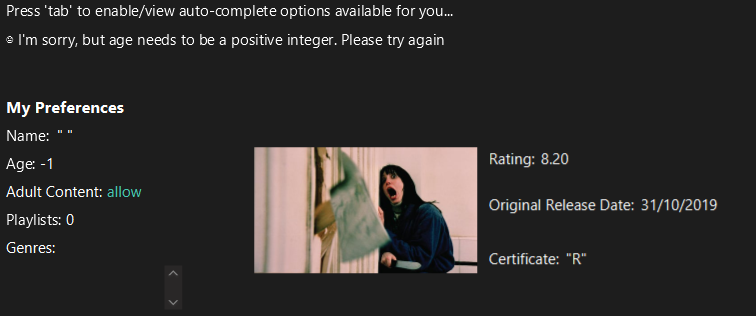 Press 'tab' to enable/view auto-complete options available for you...
☹ I'm sorry, but age needs to be a positive integer. Please try again
My Preferences
Name: " "
Age: -1
Adult Content: allow
Playlists: 0
Genres:
Rating: 8.20
Original Release Date: 31/10/2019
Certificate: "R"